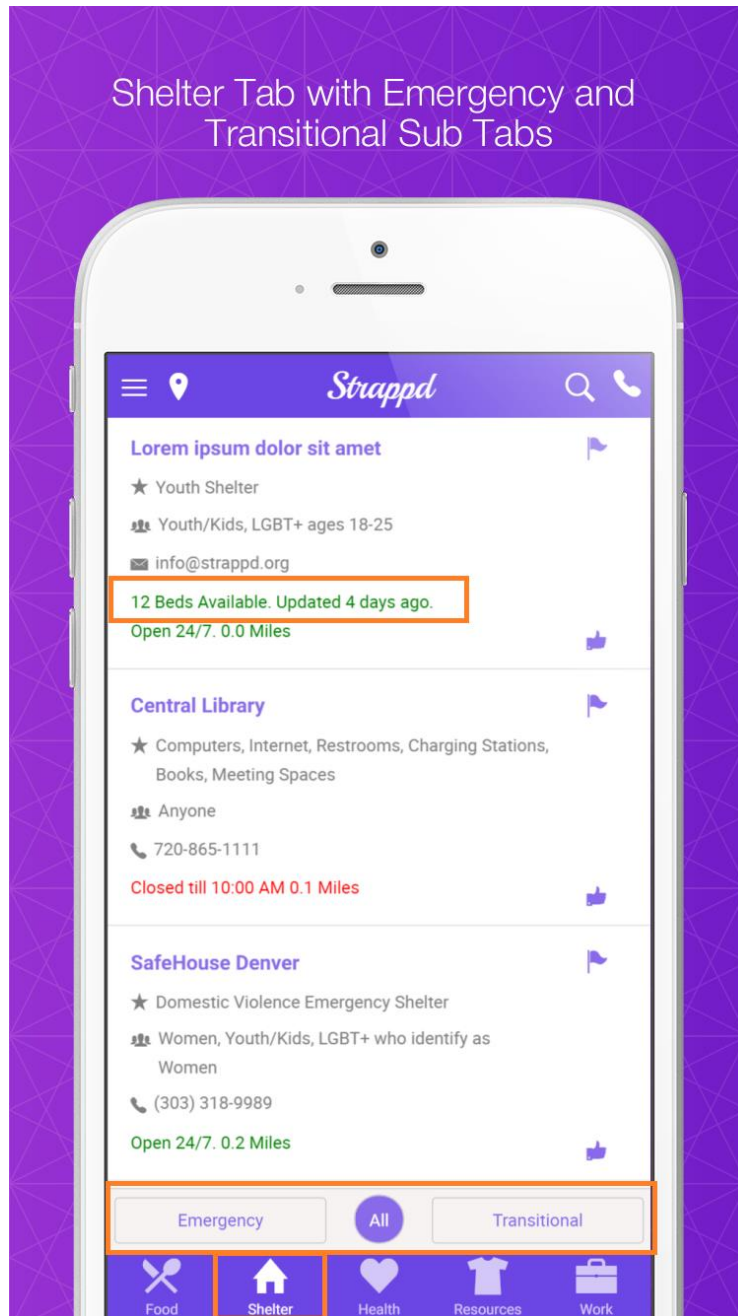 Shelter Tab with Emergency and
Transitional Sub Tabs
Strappd
Lorem ipsum dolor sit amet
Youth Shelter
Youth/Kids, LGBT+ ages 18-25
info@strappd.org
12 Beds Available. Updated 4 days ago.
Open 24/7. 0.0 Miles
Central Library
Computers, Internet, Restrooms, Charging Stations,
Books, Meeting Spaces
Anyone
720-865-1111
Closed till 10:00 AM 0.1 Miles
SafeHouse Denver
Domestic Violence Emergency Shelter
Women, Youth/Kids, LGBT+ who identify as
Women
(303) 318-9989
Open 24/7. 0.2 Miles
Emergency All Transitional
Food Shelter Health Resources Work